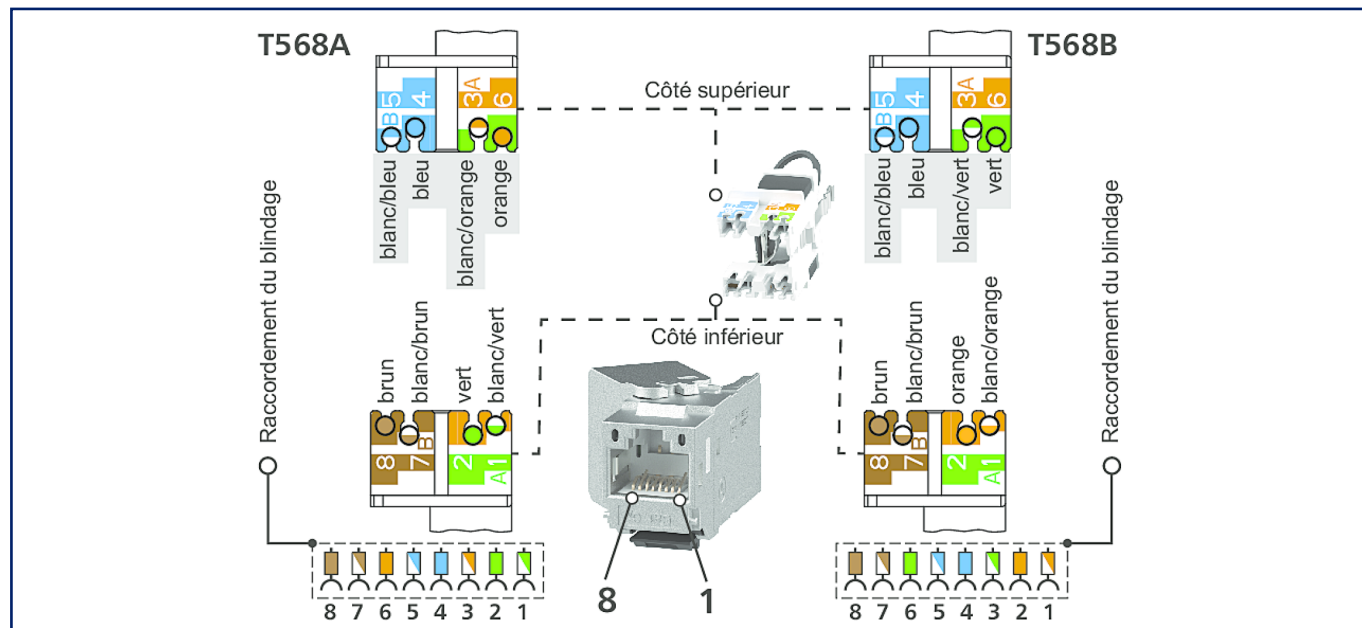 T568A
T568B
B5 4 3A 6
Côté supérieur
B5 4 3A 6
blanc/bleu
bleu
blanc/orange
orange
blanc/bleu
bleu
blanc/vert
vert
Raccordement du blindage
Raccordement du blindage
Côté inférieur
brun
blanc/brun
vert
blanc/vert
brun
blanc/brun
orange
blanc/orange
8 7B 2 A1
8 7B 2 A1
8 7 6 5 4 3 2 1
8 1
8 7 6 5 4 3 2 1